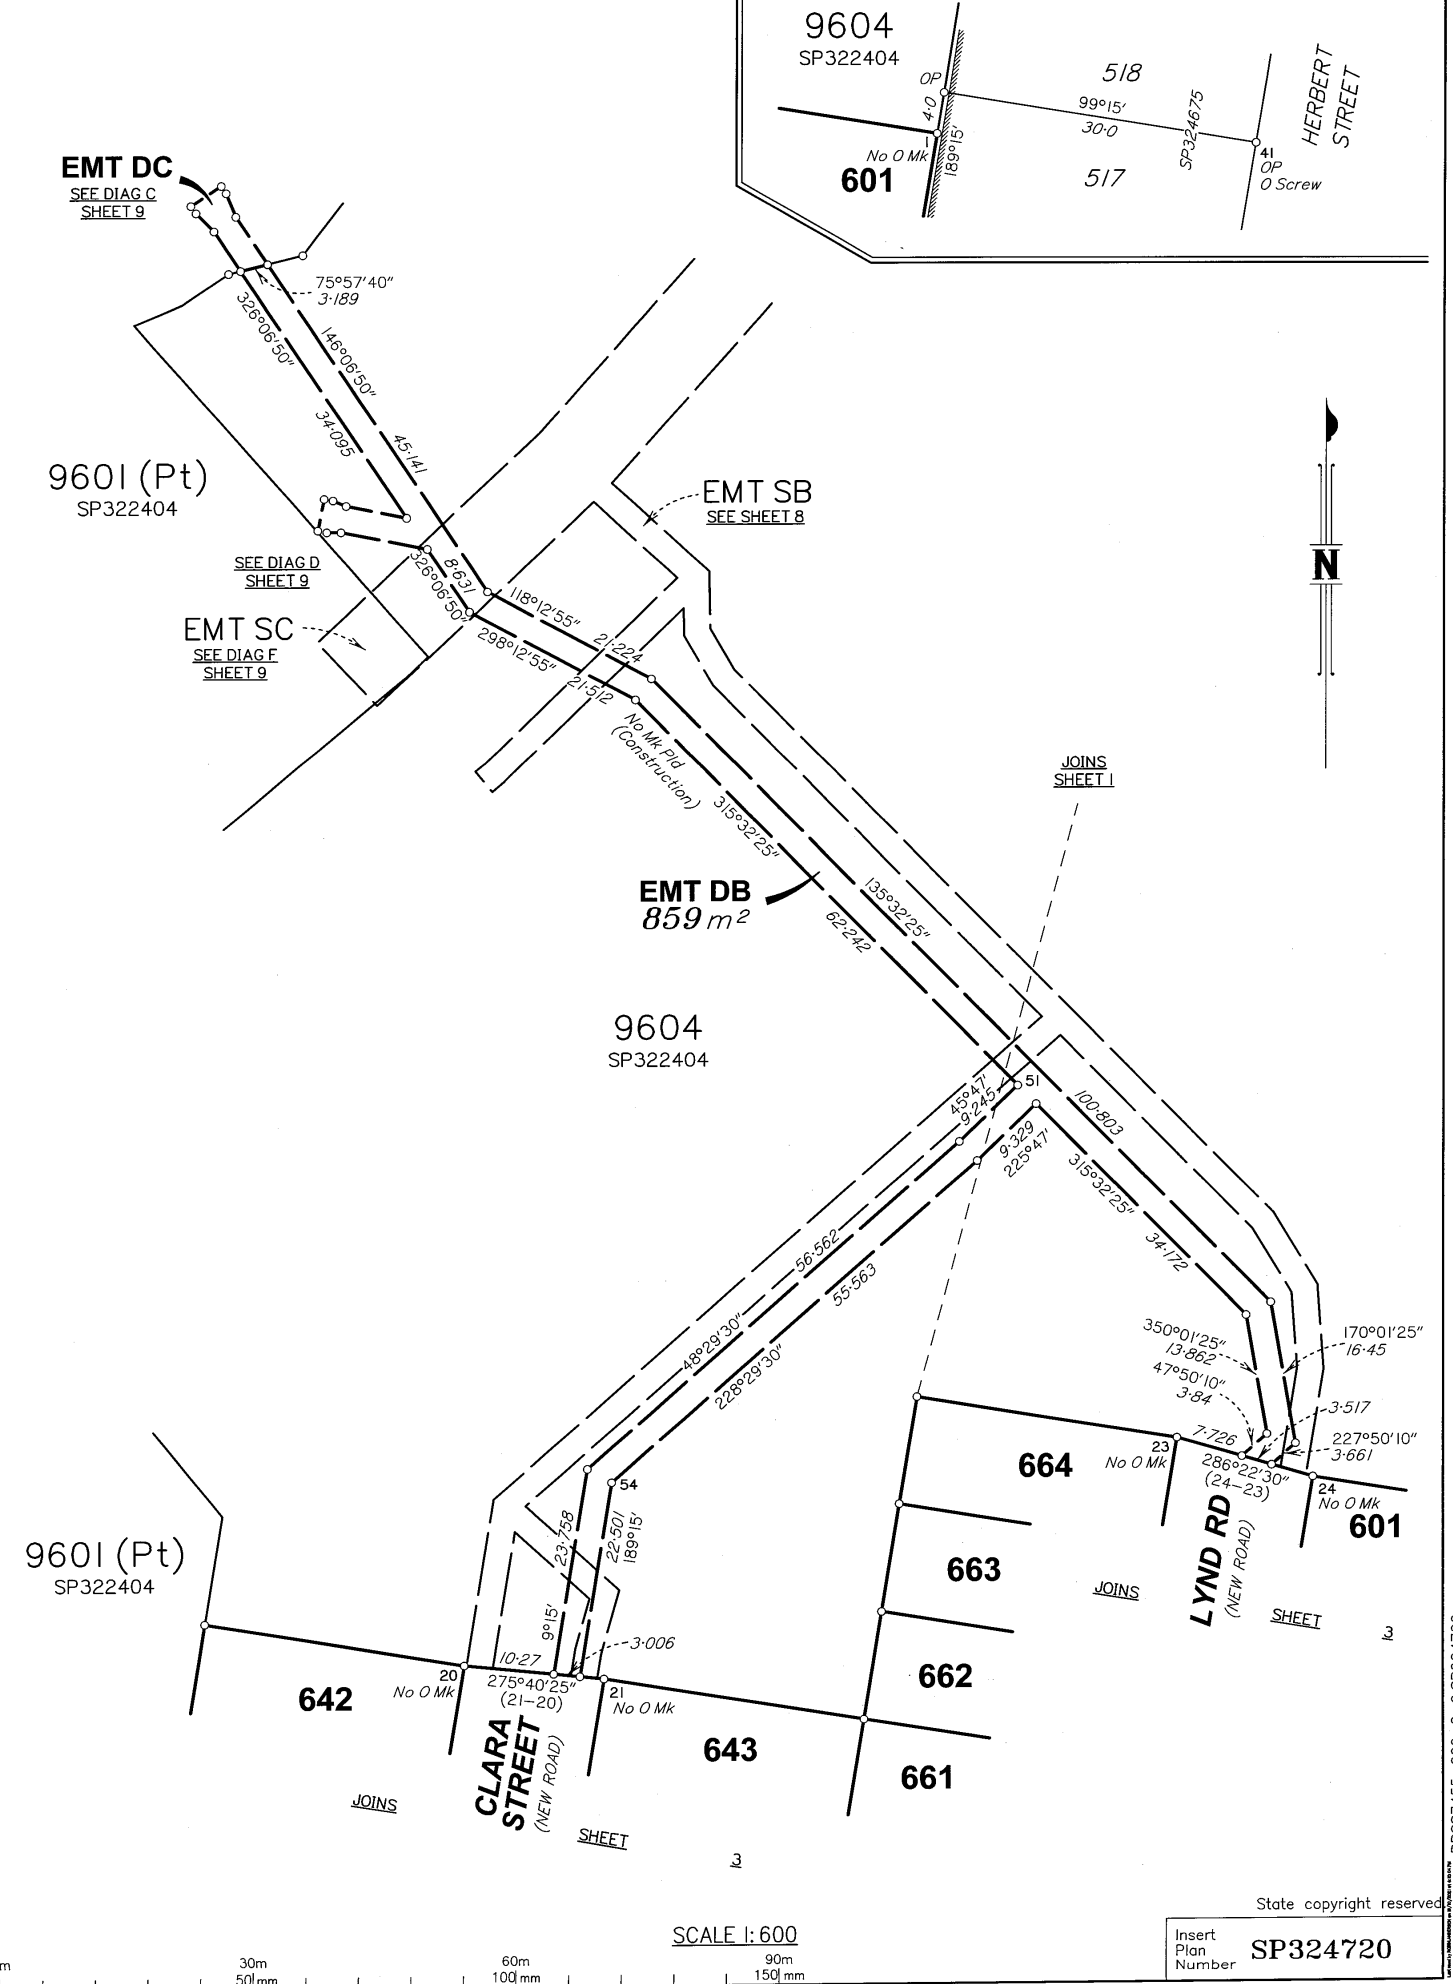 9604
SP322404
OP
4·0
1
No O Mk
601
189°15'
518
99°15'
30·0
517
SP324675
41
OP
O Screw
HERBERT
STREET
EMT DC
SEE DIAG C
SHEET 9
75°57'40"
3·189
326°06'50"
146°06'50"
34·095
45·141
9601 (Pt)
SP322404
EMT SB
SEE SHEET 8
N
SEE DIAG D
SHEET 9
8·631
326°06'50"
118°12'55"
21·224
EMT SC
SEE DIAG F
SHEET 9
298°12'55"
21·512
No Mk Pld
(Construction)
JOINS
SHEET 1
315°32'25"
EMT DB
859 m²
62·242
135°32'25"
9604
SP322404
45°47'
9·245
51
100·803
9·329
225°47'
315°32'25"
34·172
56·562
55·563
48°29'30"
228°29'30"
350°01'25"
13·862
47°50'10"
3·84
170°01'25"
16·45
3·517
7·726
23
No O Mk
286°22'30"
(24-23)
227°50'10"
3·661
24
No O Mk
601
664
54
23·758
22·501
189°15'
LYND RD
(NEW ROAD)
663
JOINS
SHEET
3
9601 (Pt)
SP322404
9°15'
3·006
10·27
20
No O Mk
275°40'25"
(21-20)
21
No O Mk
642
662
643
661
CLARA
STREET
(NEW ROAD)
JOINS
SHEET
3
State copyright reserved.
SCALE 1:600
Insert
Plan
Number
SP324720
m
30m
60m
90m
50 mm
100 mm
150 mm